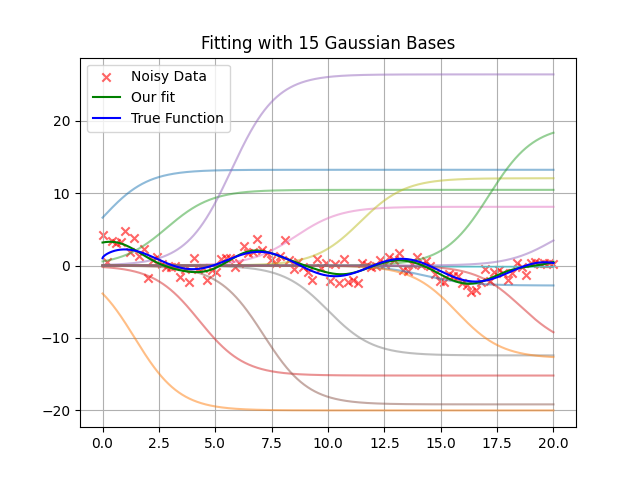 Fitting with 15 Gaussian Bases
Noisy Data
Our fit
True Function
20
10
0
−10
−20
0.0 2.5 5.0 7.5 10.0 12.5 15.0 17.5 20.0